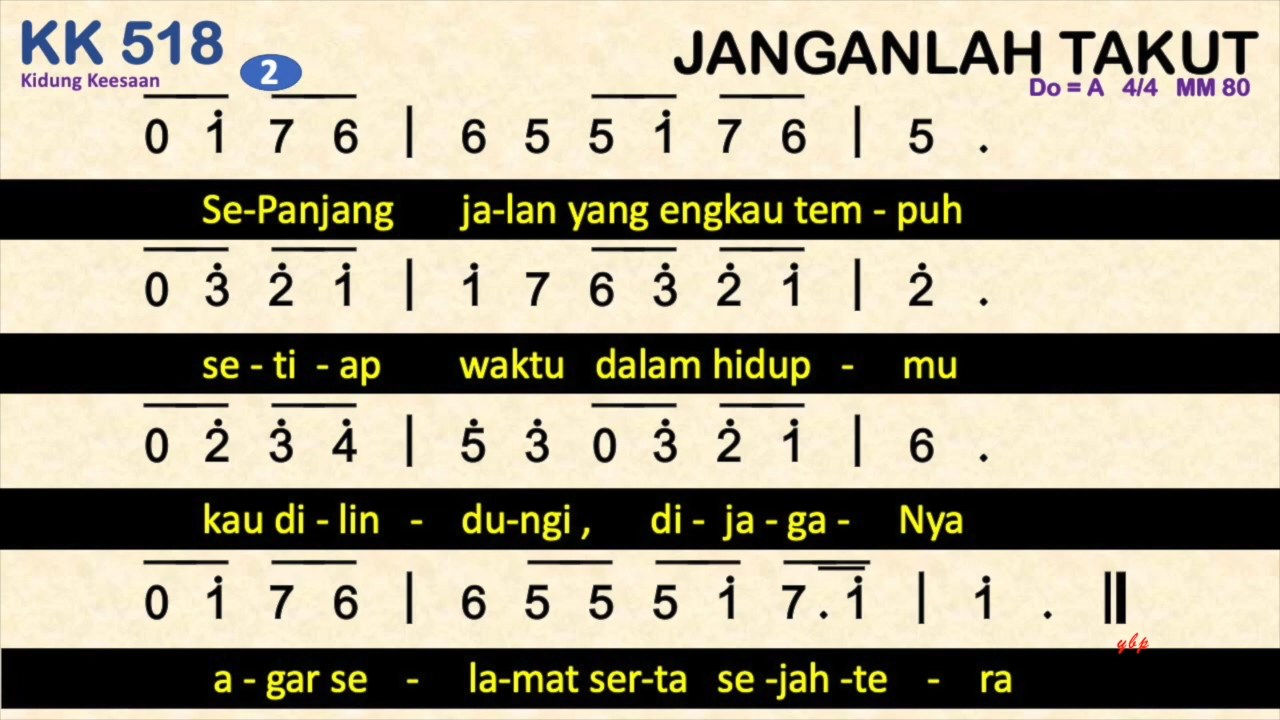 KK 518
JANGANLAH TAKUT
Kidung Keesaan
2
Do = A 4/4 MM 80
0 1̇ 7 6 | 6 5 5 1̇ 7 6 | 5 .
Se-Panjang ja-lan yang engkau tem - puh
0 3̇ 2̇ 1̇ | 1̇ 7 6 3̇ 2̇ 1̇ | 2̇ .
se - ti - ap waktu dalam hidup - mu
0 2̇ 3̇ 4̇ | 5̇ 3̇ 0 3̇ 2̇ 1̇ | 6 .
kau di - lin - du-ngi , di - ja - ga - Nya
0 1̇ 7 6 | 6 5 5 5 1̇ 7 . 1̇ | 1̇ . ||
ybp
a - gar se - la-mat ser-ta se -jah -te - ra